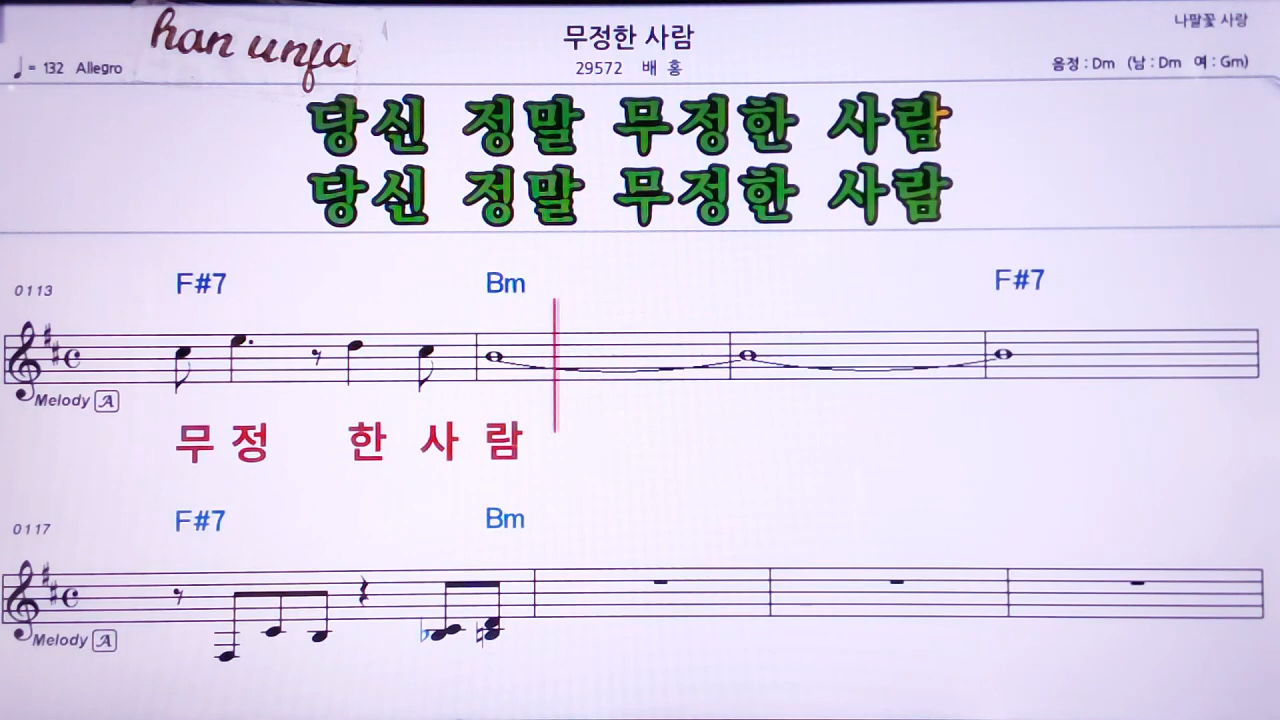 han unja
무정한 사람
나팔꽃 사랑
♩= 132 Allegro
29572 배 홍
음정 : Dm (남 : Dm 여 : Gm)
당신 정말 무정한 사람
당신 정말 무정한 사람
0113 F#7 Bm F#7
Melody A
무 정 한 사 람
0117 F#7 Bm
Melody A